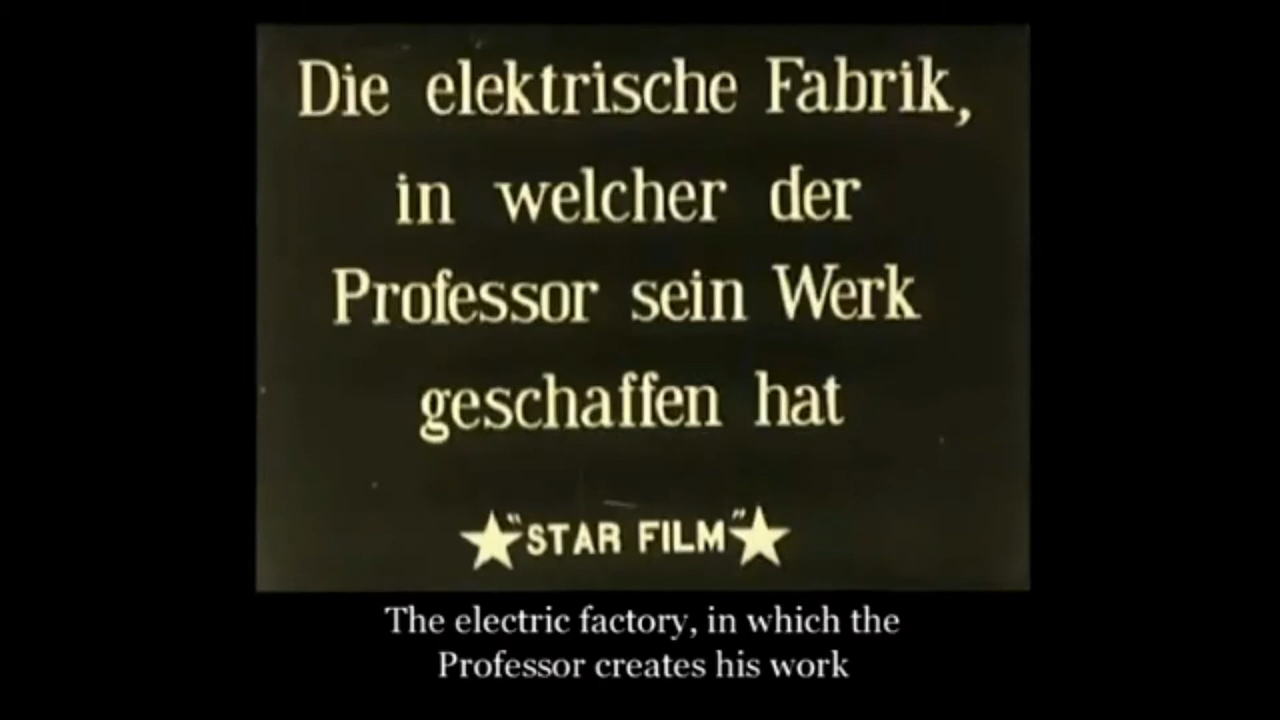 Die elektrische Fabrik,
in welcher der
Professor sein Werk
geschaffen hat
"STAR FILM"
The electric factory, in which the
Professor creates his work